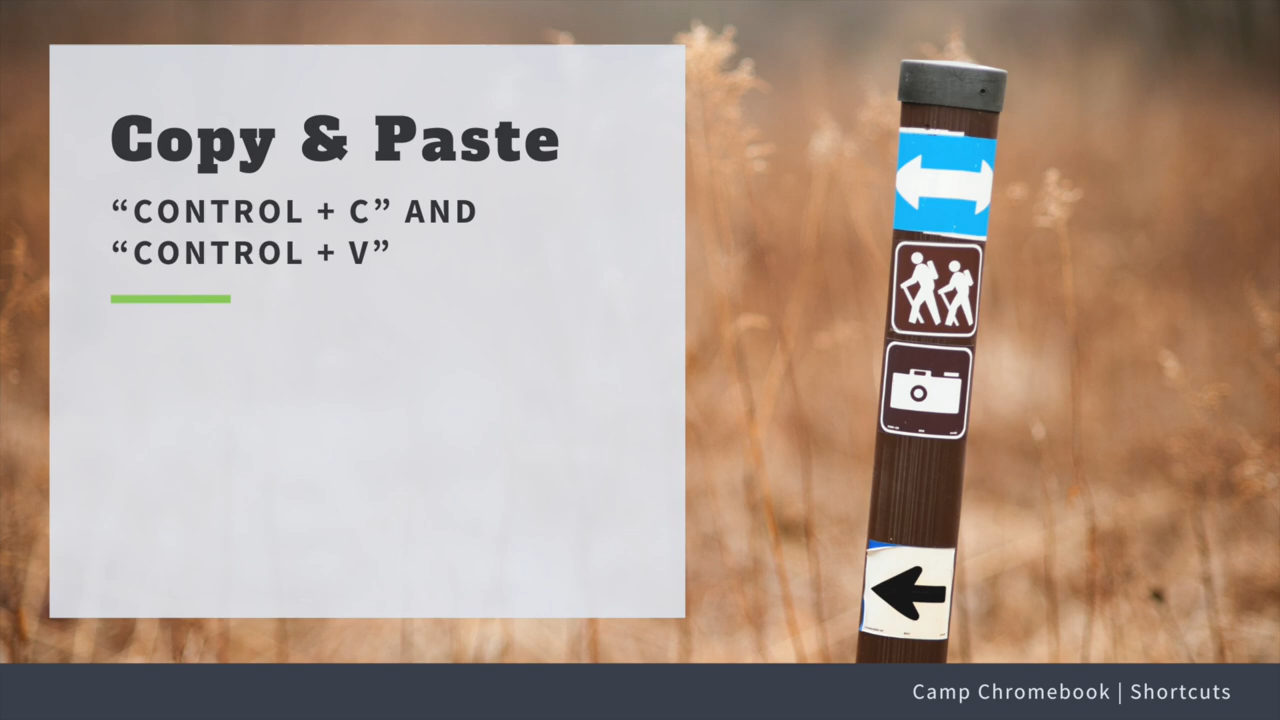 Copy & Paste
“CONTROL + C” AND
“CONTROL + V”
Camp Chromebook | Shortcuts